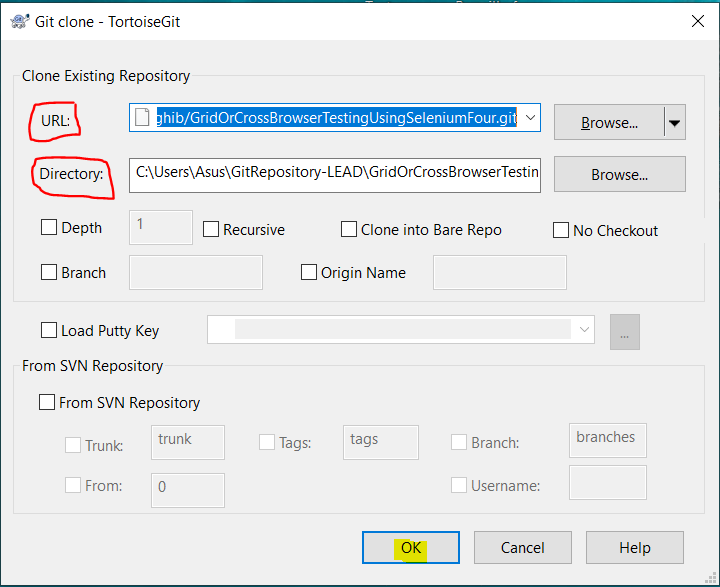 Git clone - TortoiseGit
Clone Existing Repository
URL: ghib/GridOrCrossBrowserTestingUsingSeleniumFour.git Browse...
Directory: C:\Users\Asus\GitRepository-LEAD\GridOrCrossBrowserTestin Browse...
Depth 1 Recursive Clone into Bare Repo No Checkout
Branch Origin Name
Load Putty Key ...
From SVN Repository
From SVN Repository
Trunk: trunk Tags: tags Branch: branches
From: 0 Username:
OK Cancel Help